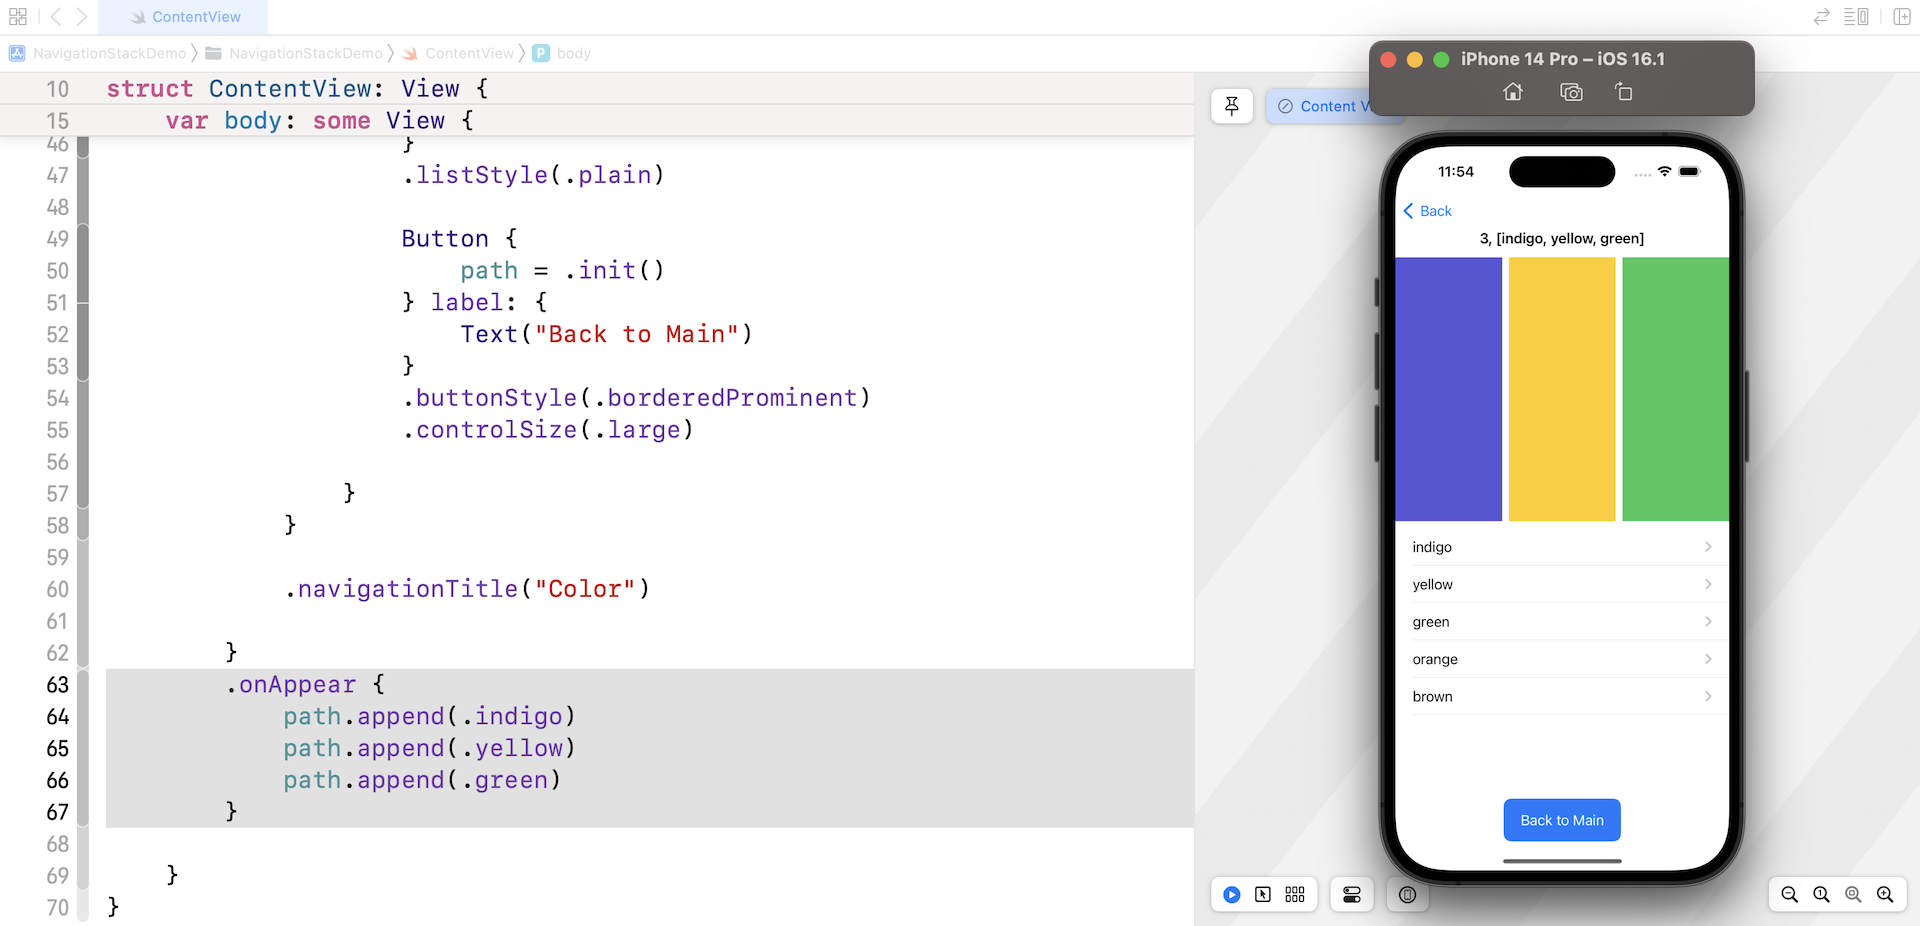 ContentView
NavigationStackDemo NavigationStackDemo ContentView P body
10 struct ContentView: View {
15 var body: some View {
46 }
47 .listStyle(.plain)
48
49 Button {
50 path = .init()
51 } label: {
52 Text("Back to Main")
53 }
54 .buttonStyle(.borderedProminent)
55 .controlSize(.large)
56
57 }
58 }
59
60 .navigationTitle("Color")
61
62 }
63 .onAppear {
64 path.append(.indigo)
65 path.append(.yellow)
66 path.append(.green)
67 }
68
69 }
70 }
Content V
iPhone 14 Pro – iOS 16.1
11:54
Back
3, [indigo, yellow, green]
indigo
yellow
green
orange
brown
Back to Main